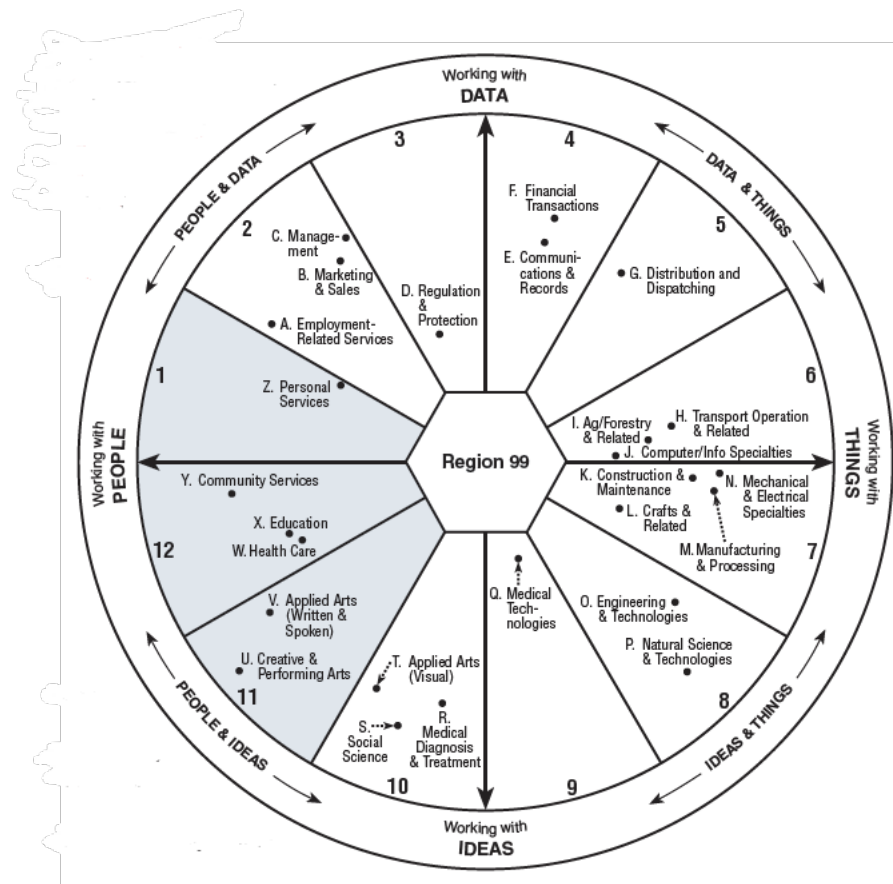 Working with
DATA
PEOPLE & DATA
DATA & THINGS
3
4
2
5
F. Financial
Transactions
C. Manage-
ment
B. Marketing
& Sales
E. Communi-
cations &
Records
G. Distribution and
Dispatching
D. Regulation
&
Protection
A. Employment-
Related Services
1
6
Z. Personal
Services
H. Transport Operation
& Related
I. Ag/Forestry
& Related
J. Computer/Info Specialties
Working with
PEOPLE
Region 99
Working with
THINGS
Y. Community Services
K. Construction &
Maintenance
N. Mechanical
& Electrical
Specialties
L. Crafts &
Related
X. Education
W. Health Care
M. Manufacturing
& Processing
12
7
Q. Medical
Tech-
nologies
O. Engineering
& Technologies
V. Applied Arts
(Written &
Spoken)
P. Natural Science
& Technologies
U. Creative &
Performing Arts
T. Applied Arts
(Visual)
11
8
S.
Social
Science
R.
Medical
Diagnosis
& Treatment
PEOPLE & IDEAS
IDEAS & THINGS
10
9
Working with
IDEAS